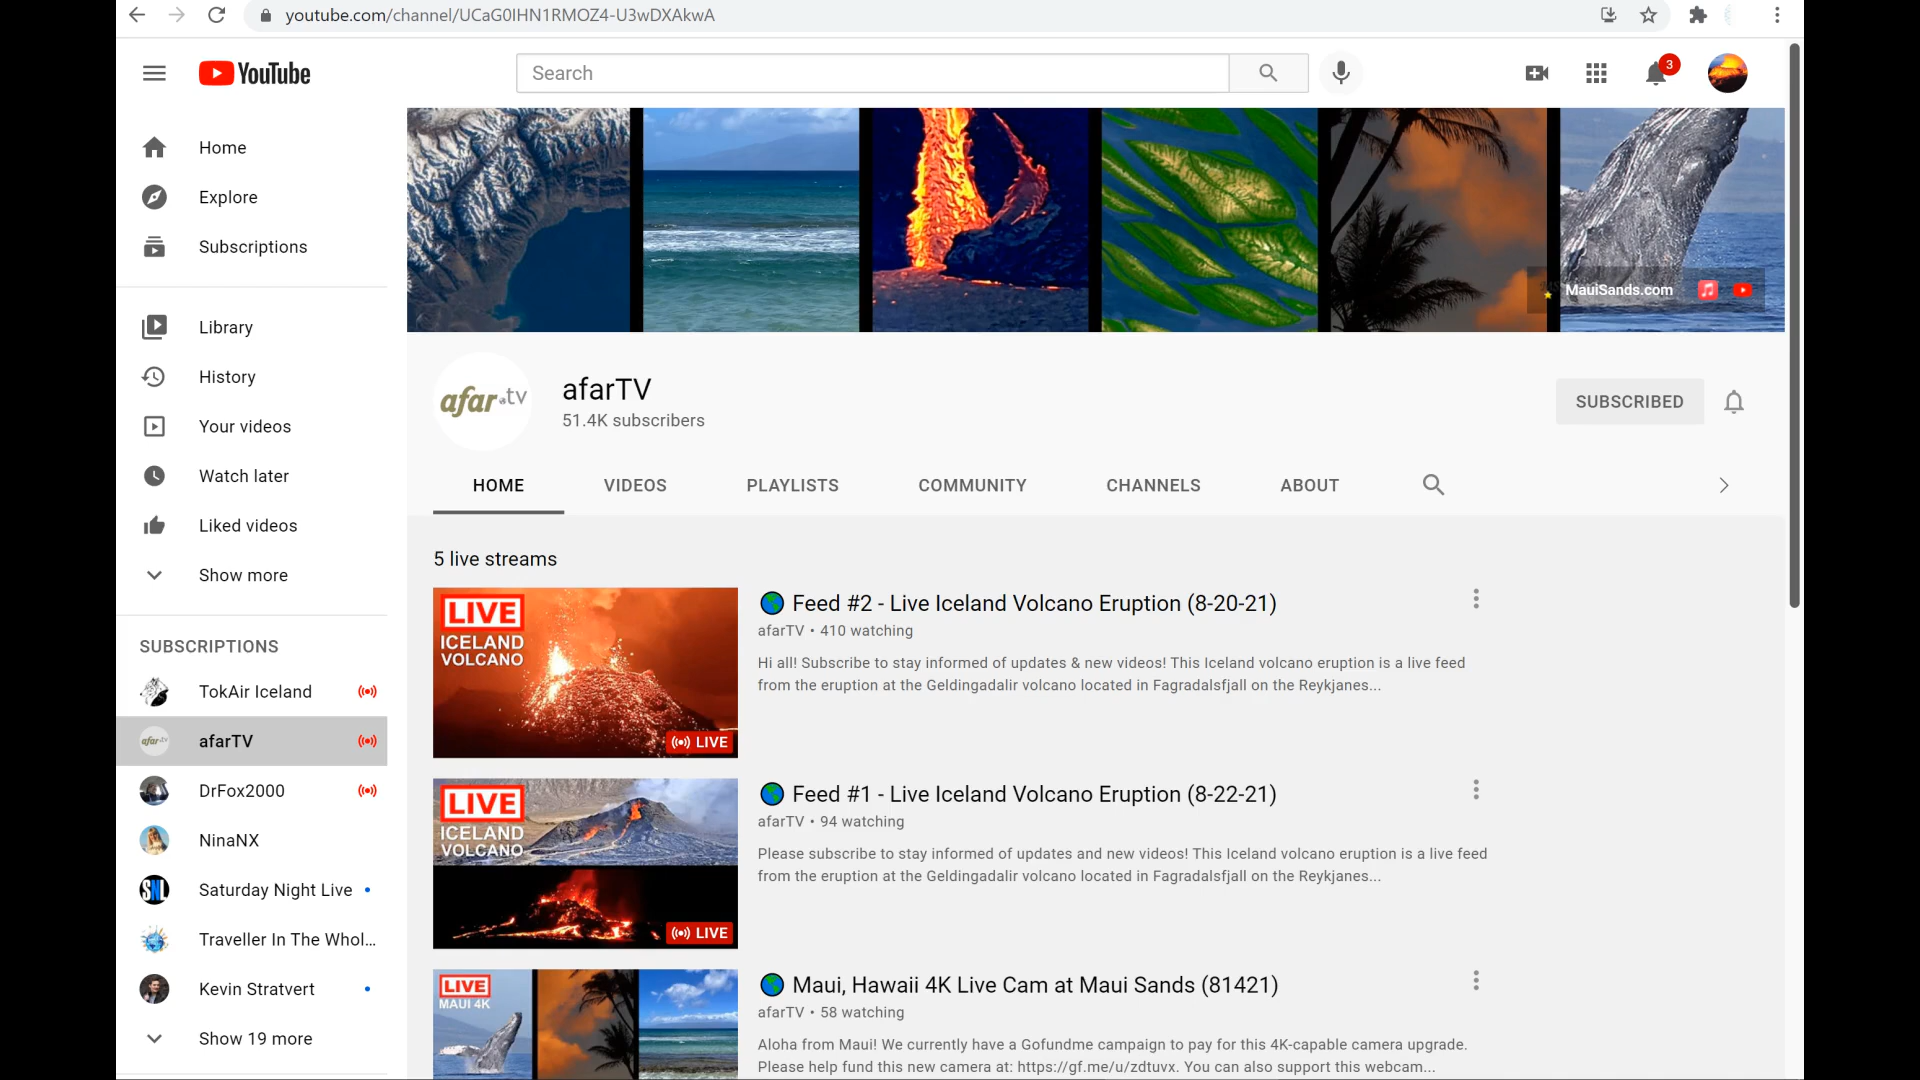 youtube.com/channel/UCaG0IHN1RMOZ4-U3wDXAkwA
YouTube
Search
3
Home
Explore
Subscriptions
Library
History
Your videos
Watch later
Liked videos
Show more
SUBSCRIPTIONS
TokAir Iceland
afarTV
DrFox2000
NinaNX
Saturday Night Live
Traveller In The Whol...
Kevin Stratvert
Show 19 more
MauiSands.com
afar.tv
afarTV
51.4K subscribers
SUBSCRIBED
HOME
VIDEOS
PLAYLISTS
COMMUNITY
CHANNELS
ABOUT
5 live streams
LIVE
ICELAND
VOLCANO
LIVE
Feed #2 - Live Iceland Volcano Eruption (8-20-21)
afarTV • 410 watching
Hi all! Subscribe to stay informed of updates & new videos! This Iceland volcano eruption is a live feed
from the eruption at the Geldingadalir volcano located in Fagradalsfjall on the Reykjanes...
LIVE
ICELAND
VOLCANO
LIVE
Feed #1 - Live Iceland Volcano Eruption (8-22-21)
afarTV • 94 watching
Please subscribe to stay informed of updates and new videos! This Iceland volcano eruption is a live feed
from the eruption at the Geldingadalir volcano located in Fagradalsfjall on the Reykjanes...
LIVE
MAUI 4K
Maui, Hawaii 4K Live Cam at Maui Sands (81421)
afarTV • 58 watching
Aloha from Maui! We currently have a Gofundme campaign to pay for this 4K-capable camera upgrade.
Please help fund this new camera at: https://gf.me/u/zdtuvx. You can also support this webcam...